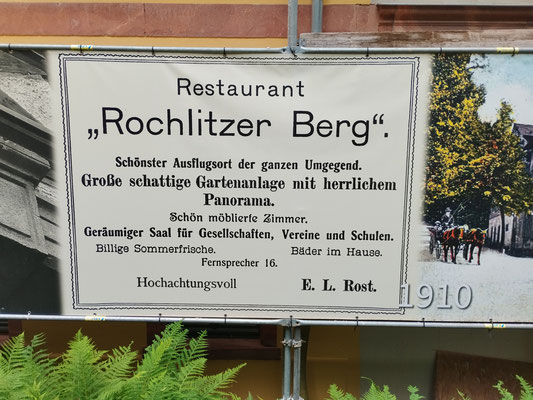 Restaurant
„Rochlitzer Berg“.
Schönster Ausflugsort der ganzen Umgegend.
Große schattige Gartenanlage mit herrlichem
Panorama.
Schön möblierte Zimmer.
Geräumiger Saal für Gesellschaften, Vereine und Schulen.
Billige Sommerfrische. Bäder im Hause.
Fernsprecher 16.
Hochachtungsvoll E. L. Rost.
1910